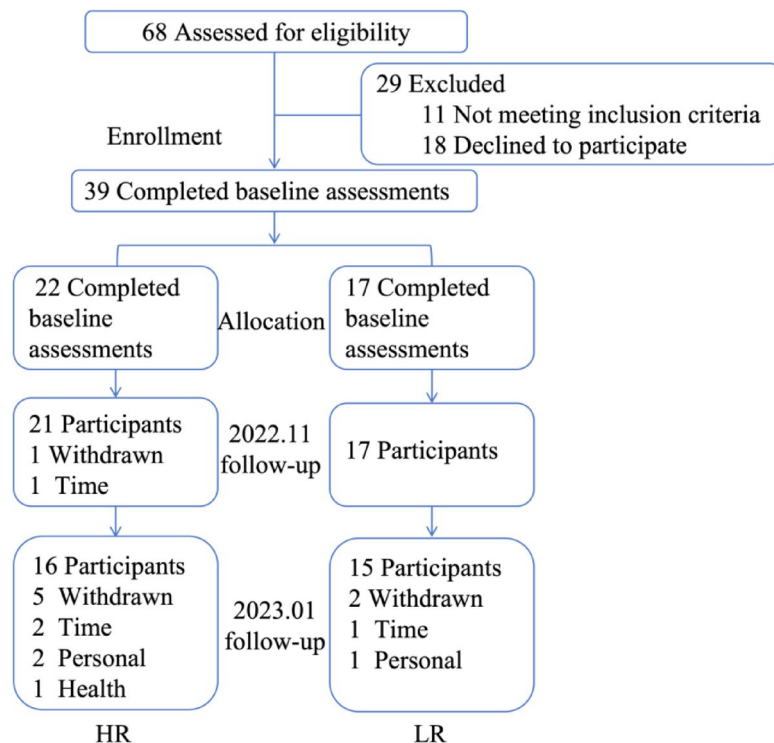 68 Assessed for eligibility
29 Excluded
11 Not meeting inclusion criteria
18 Declined to participate
Enrollment
39 Completed baseline assessments
22 Completed
baseline
assessments
Allocation
17 Completed
baseline
assessments
21 Participants
1 Withdrawn
1 Time
2022.11
follow-up
17 Participants
16 Participants
5 Withdrawn
2 Time
2 Personal
1 Health
2023.01
follow-up
15 Participants
2 Withdrawn
1 Time
1 Personal
HR
LR